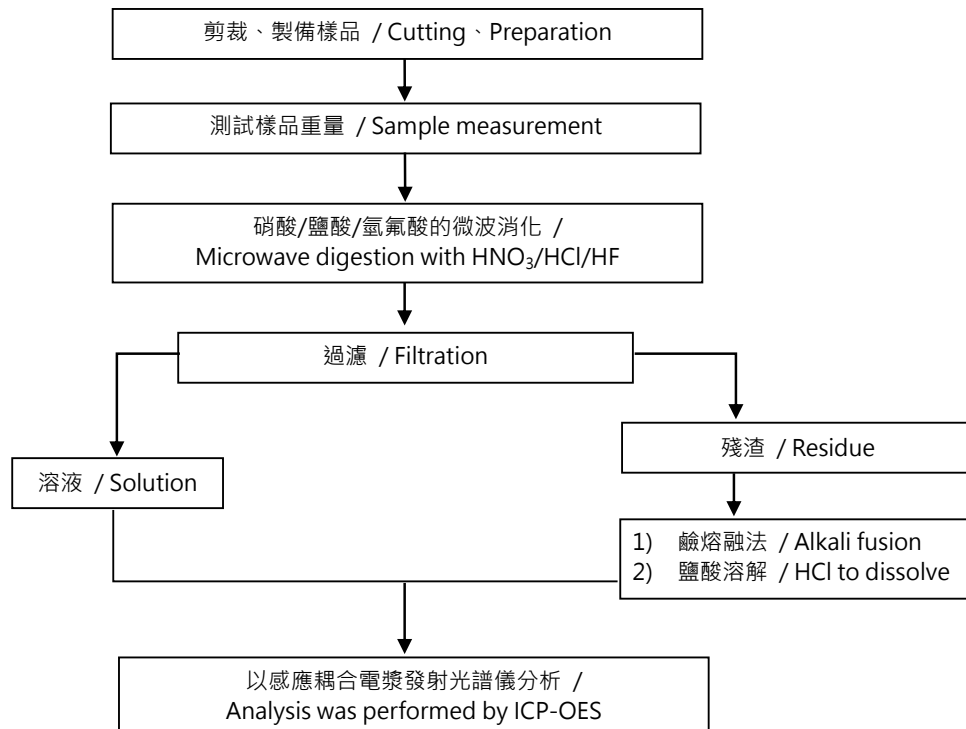 剪裁、製備樣品 / Cutting、Preparation
測試樣品重量 / Sample measurement
硝酸/鹽酸/氫氟酸的微波消化 /
Microwave digestion with HNO₃/HCl/HF
過濾 / Filtration
溶液 / Solution
殘渣 / Residue
1) 鹼熔融法 / Alkali fusion
2) 鹽酸溶解 / HCl to dissolve
以感應耦合電漿發射光譜儀分析 /
Analysis was performed by ICP-OES